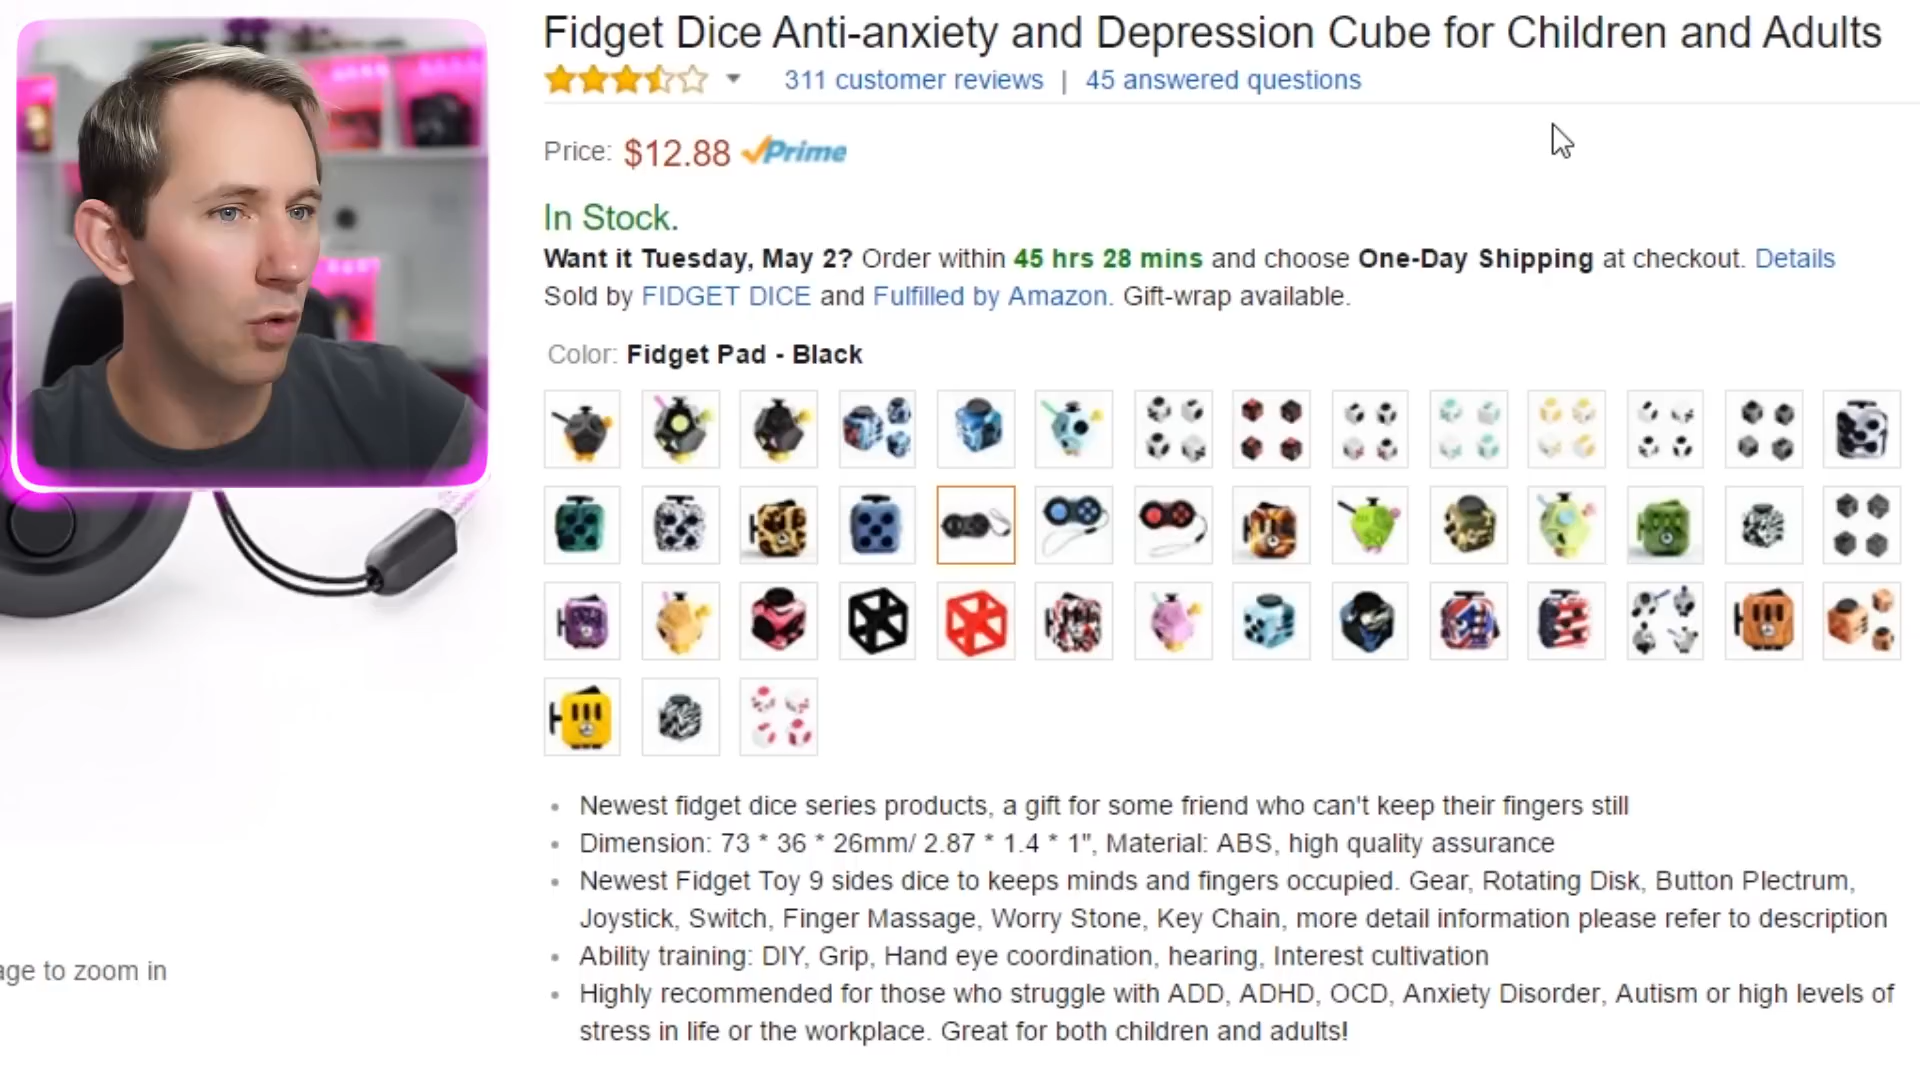 Fidget Dice Anti-anxiety and Depression Cube for Children and Adults
311 customer reviews | 45 answered questions
Price: $12.88 Prime
In Stock.
Want it Tuesday, May 2? Order within 45 hrs 28 mins and choose One-Day Shipping at checkout. Details
Sold by FIDGET DICE and Fulfilled by Amazon. Gift-wrap available.
Color: Fidget Pad - Black
• Newest fidget dice series products, a gift for some friend who can't keep their fingers still
• Dimension: 73 * 36 * 26mm/ 2.87 * 1.4 * 1", Material: ABS, high quality assurance
• Newest Fidget Toy 9 sides dice to keeps minds and fingers occupied. Gear, Rotating Disk, Button Plectrum,
Joystick, Switch, Finger Massage, Worry Stone, Key Chain, more detail information please refer to description
• Ability training: DIY, Grip, Hand eye coordination, hearing, Interest cultivation
• Highly recommended for those who struggle with ADD, ADHD, OCD, Anxiety Disorder, Autism or high levels of
stress in life or the workplace. Great for both children and adults!
age to zoom in